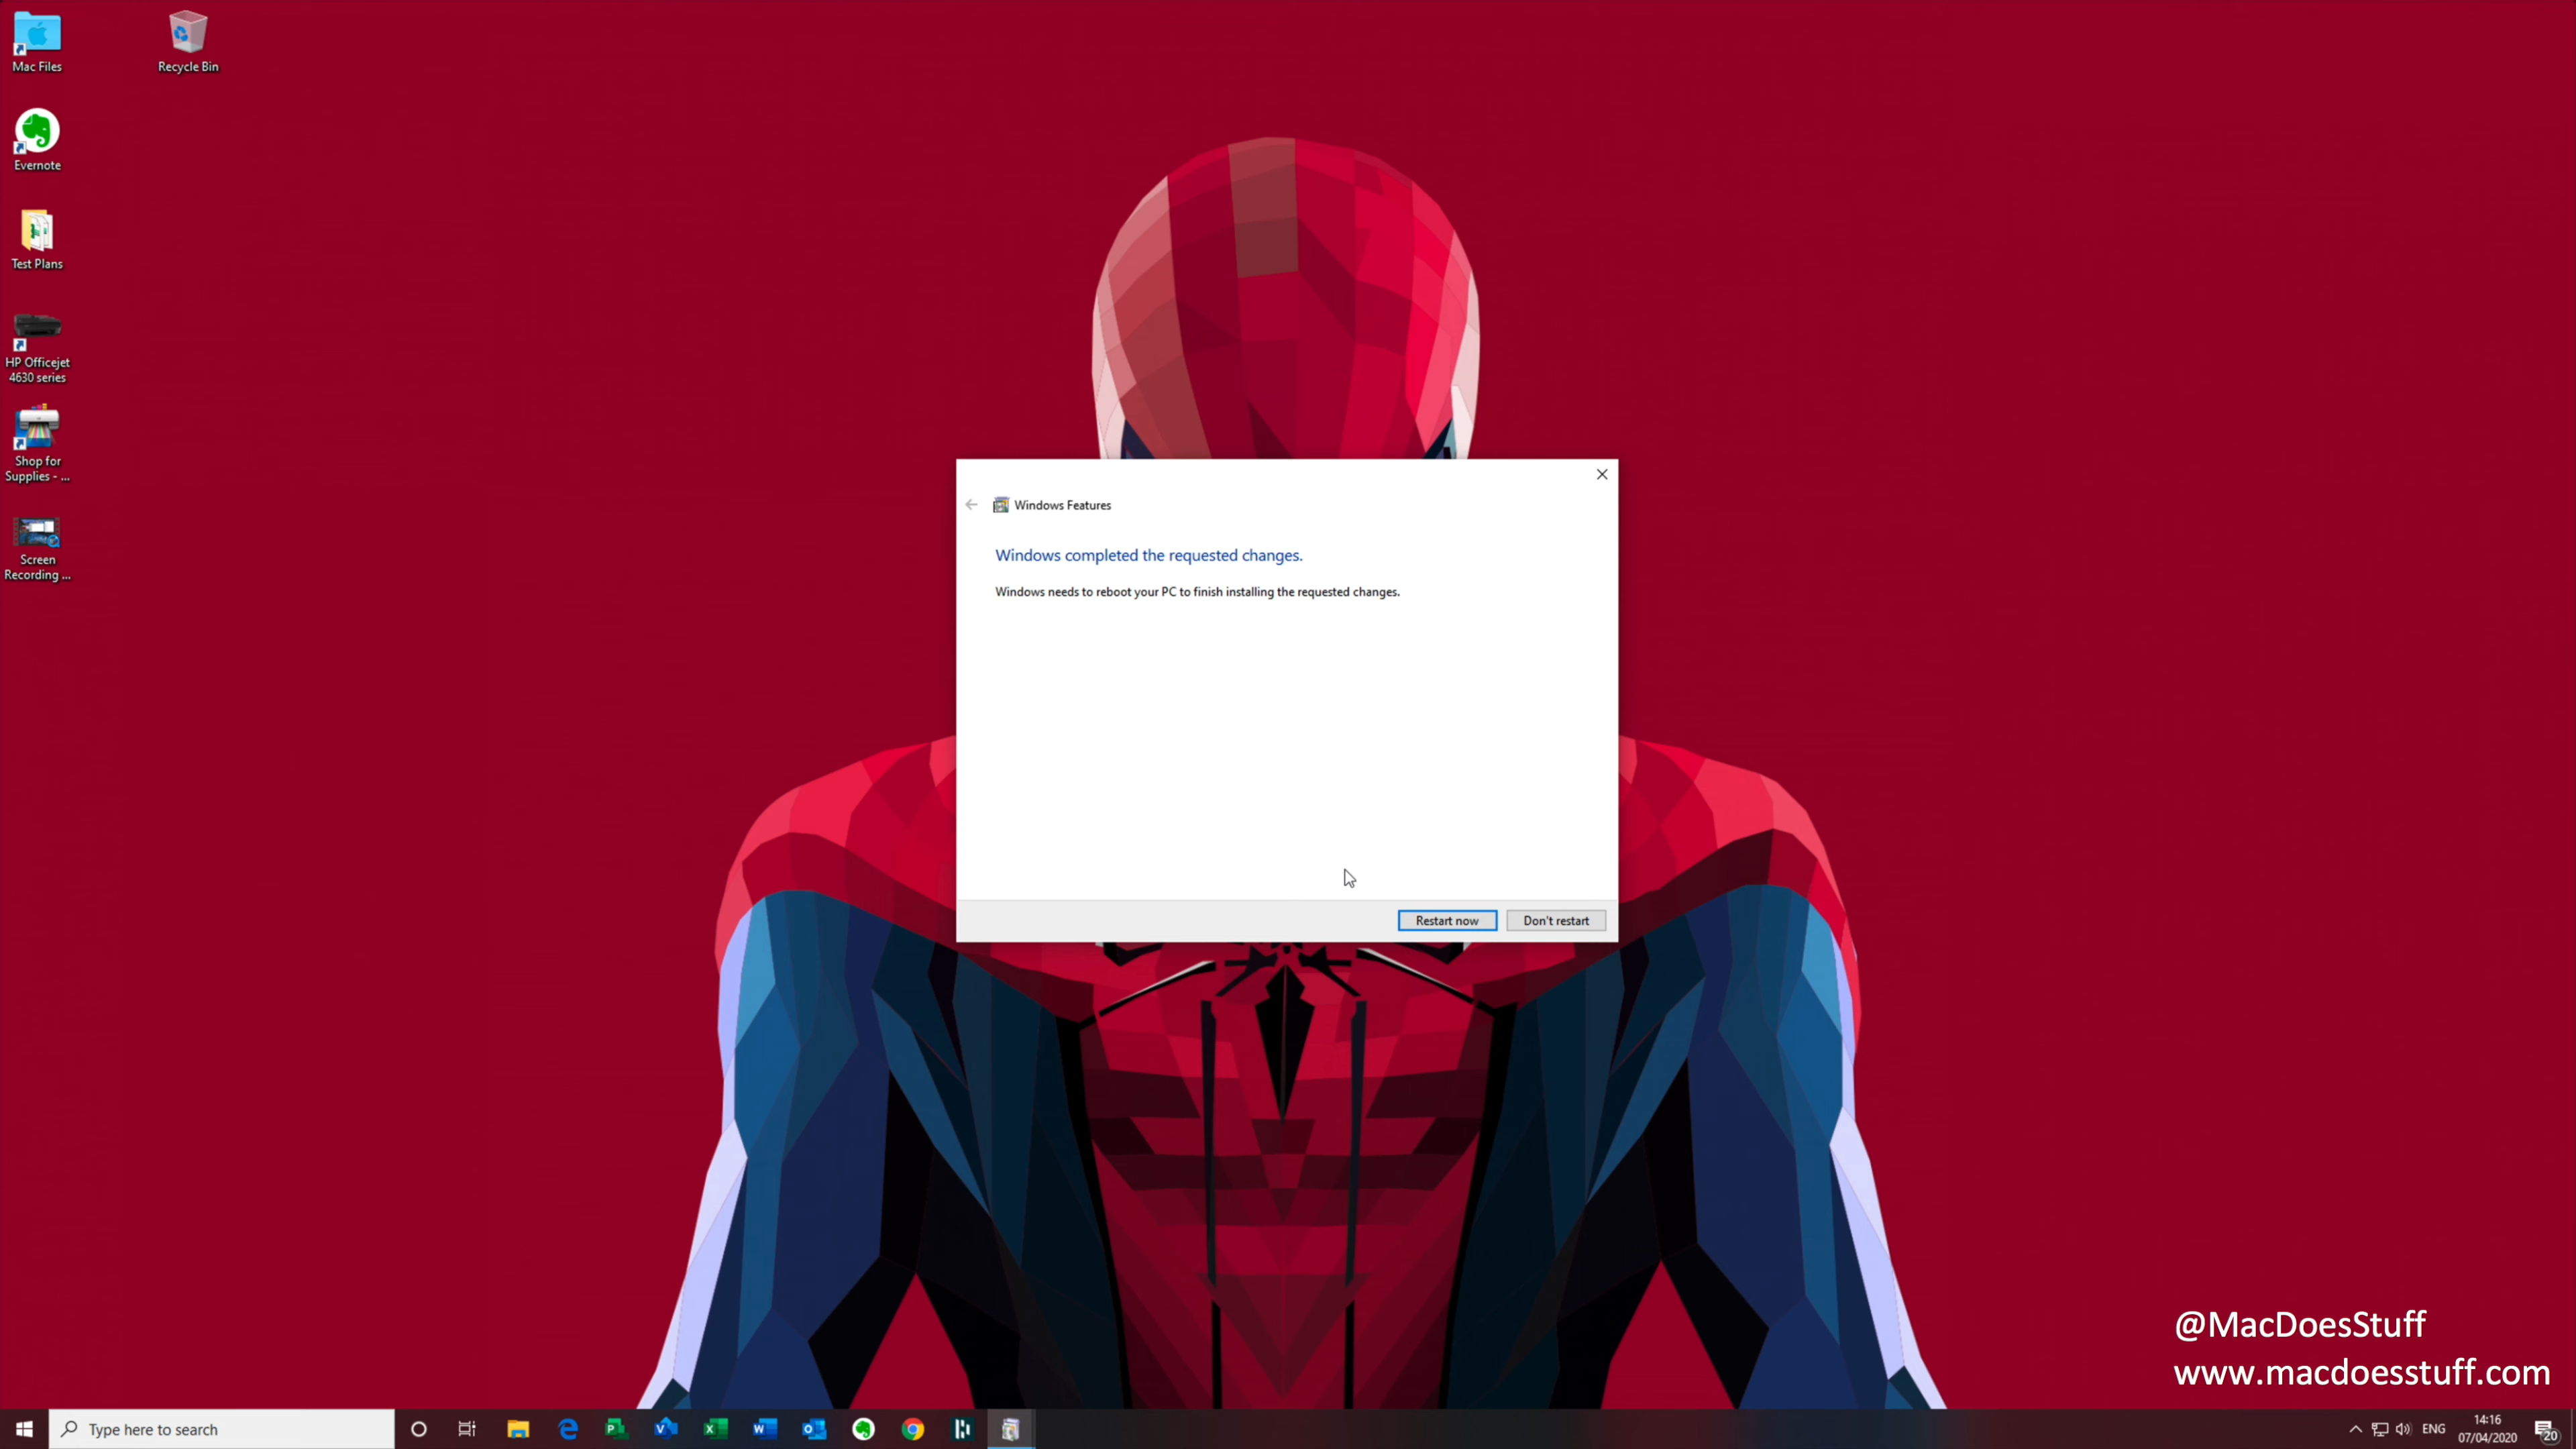 Mac Files
Recycle Bin
Evernote
Test Plans
HP Officejet
4630 series
Shop for
Supplies - ...
Screen
Recording ...
Windows Features
Windows completed the requested changes.
Windows needs to reboot your PC to finish installing the requested changes.
Restart now
Don't restart
@MacDoesStuff
www.macdoesstuff.com
Type here to search
ENG
14:16
07/04/2020
20